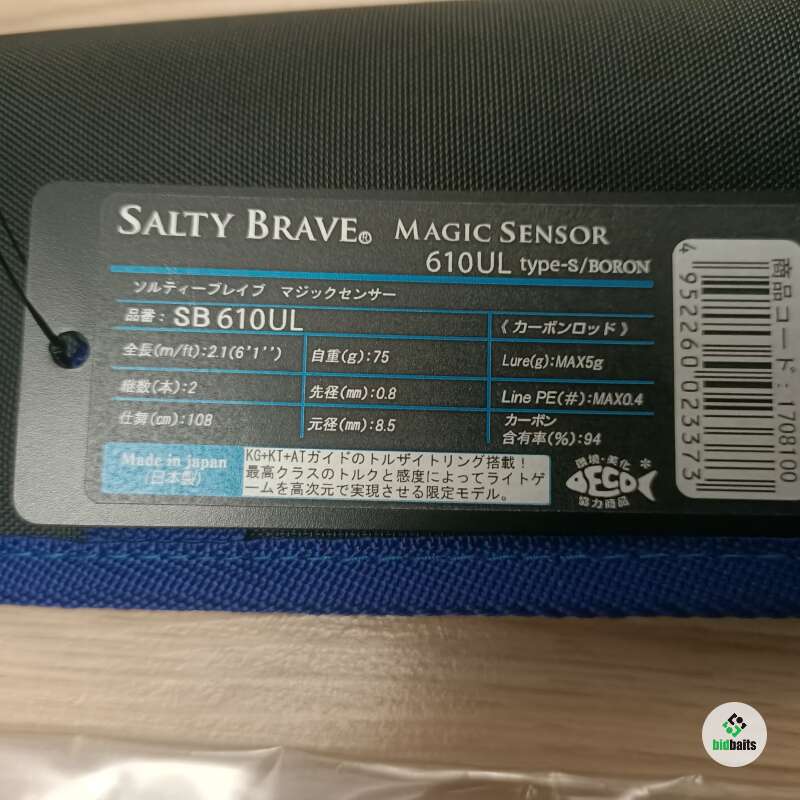 SALTY BRAVE® MAGIC SENSOR
610UL type-S/BORON
ソルティーブレイブ マジックセンサー
品番：SB610UL
《カーボンロッド》
全長(m/ft):2.1(6'1'')
自重(g):75
Lure(g):MAX5g
継数(本):2
先径(mm):0.8
Line PE(#):MAX0.4
仕舞(cm):108
元径(mm):8.5
カーボン
含有率(%):94
Made in japan
(日本製)
KG+KT+ATガイドのトルザイトリング搭載！
最高クラスのトルクと感度によってライトゲ
ームを高次元で実現させる限定モデル。
環境・美化
DECO
協力商品
商品コード：1708100
4 952260 023373
bidbaits